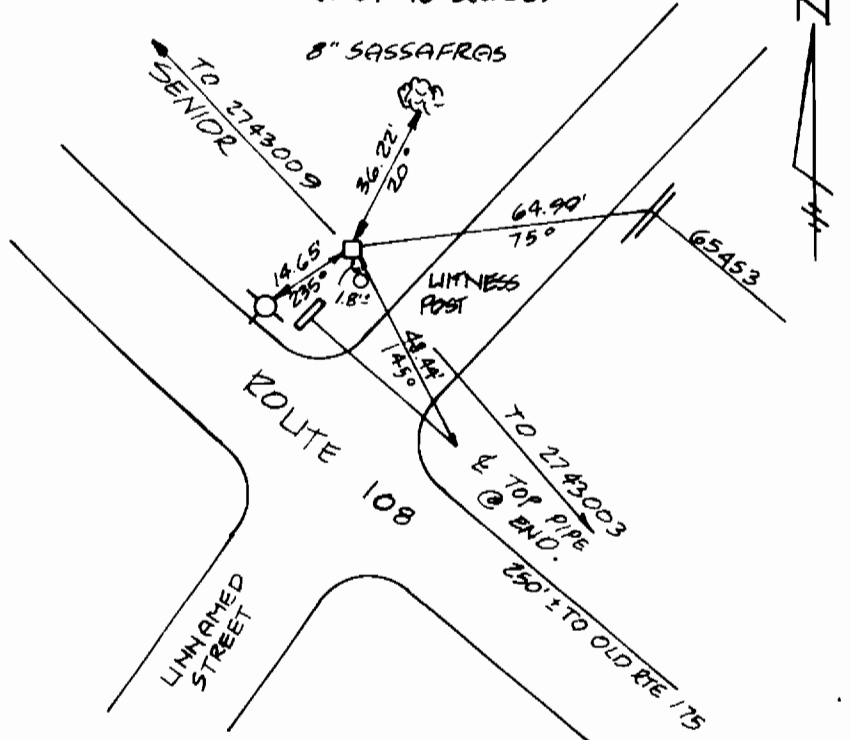 8" SASSAFRAS
N
TO 2743009
SENIOR
36.22'
20°
64.90'
75°
65453
14.65'
235°
1.8'±
WITNESS
POST
48.44'
145°
ROUTE
108
TO 2743003
℄ TOP PIPE
@ END.
250' ± TO OLD RTE 175
UNNAMED
STREET